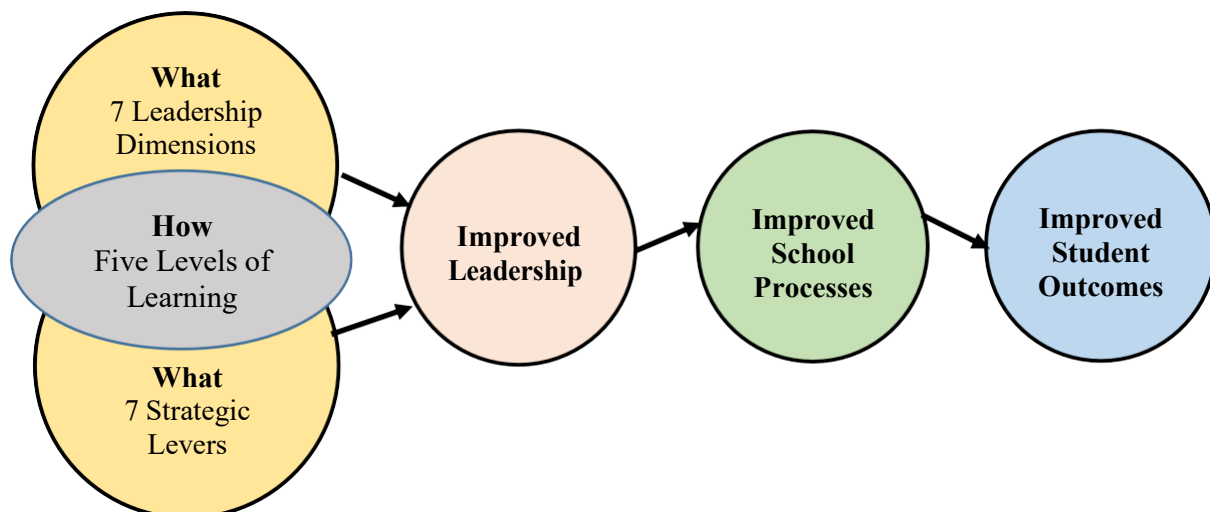 What
7 Leadership
Dimensions
How
Five Levels of
Learning
What
7 Strategic
Levers
Improved
Leadership
Improved
School
Processes
Improved
Student
Outcomes